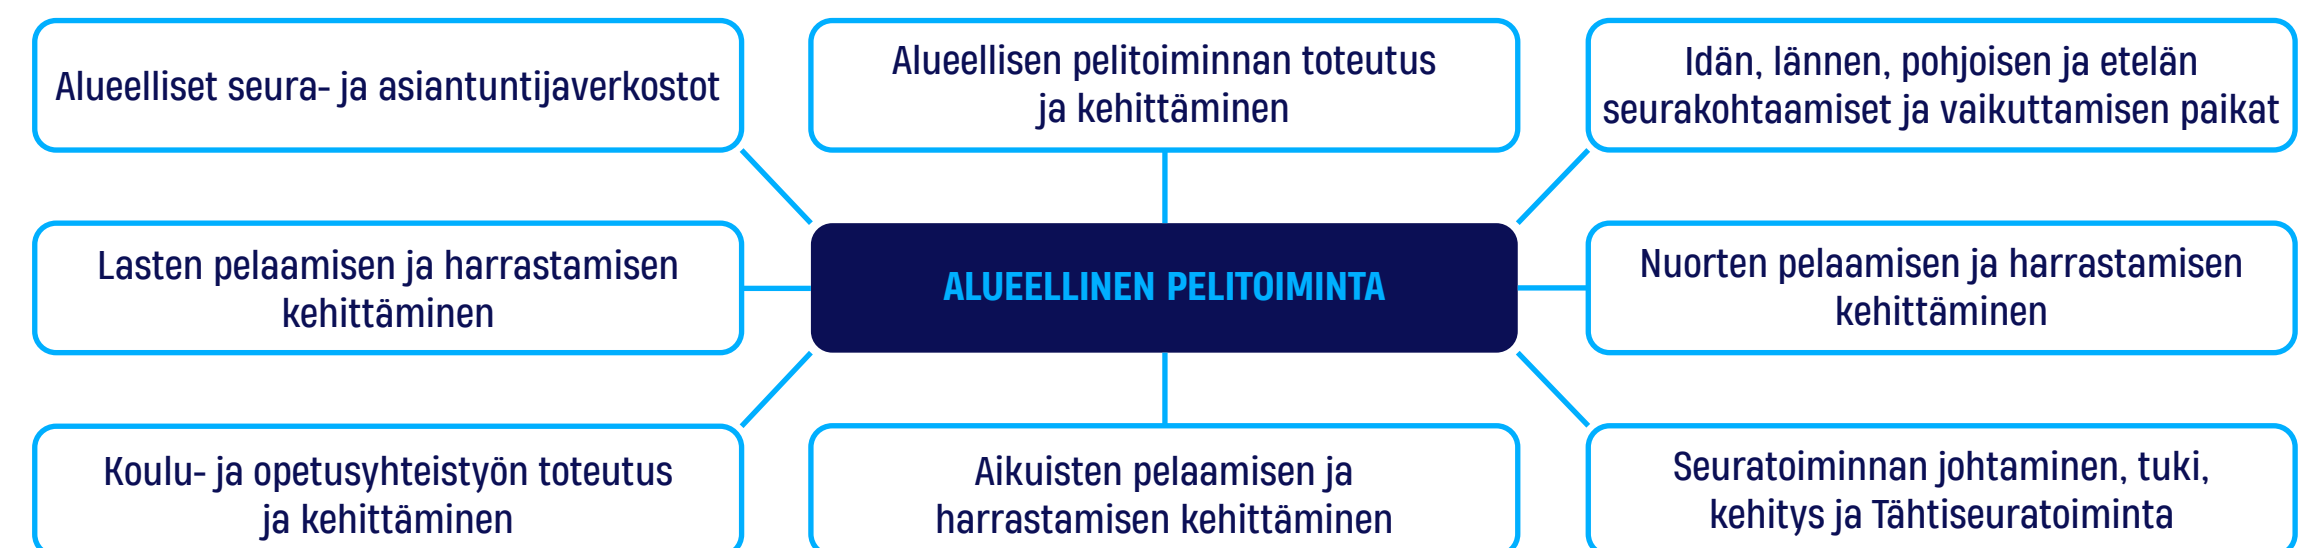 Alueelliset seura- ja asiantuntijaverkostot
Alueellisen pelitoiminnan toteutus
ja kehittäminen
Idän, lännen, pohjoisen ja etelän
seurakohtaamiset ja vaikuttamisen paikat
Lasten pelaamisen ja harrastamisen
kehittäminen
ALUEELLINEN PELITOIMINTA
Nuorten pelaamisen ja harrastamisen
kehittäminen
Koulu- ja opetusyhteistyön toteutus
ja kehittäminen
Aikuisten pelaamisen ja
harrastamisen kehittäminen
Seuratoiminnan johtaminen, tuki,
kehitys ja Tähtiseuratoiminta